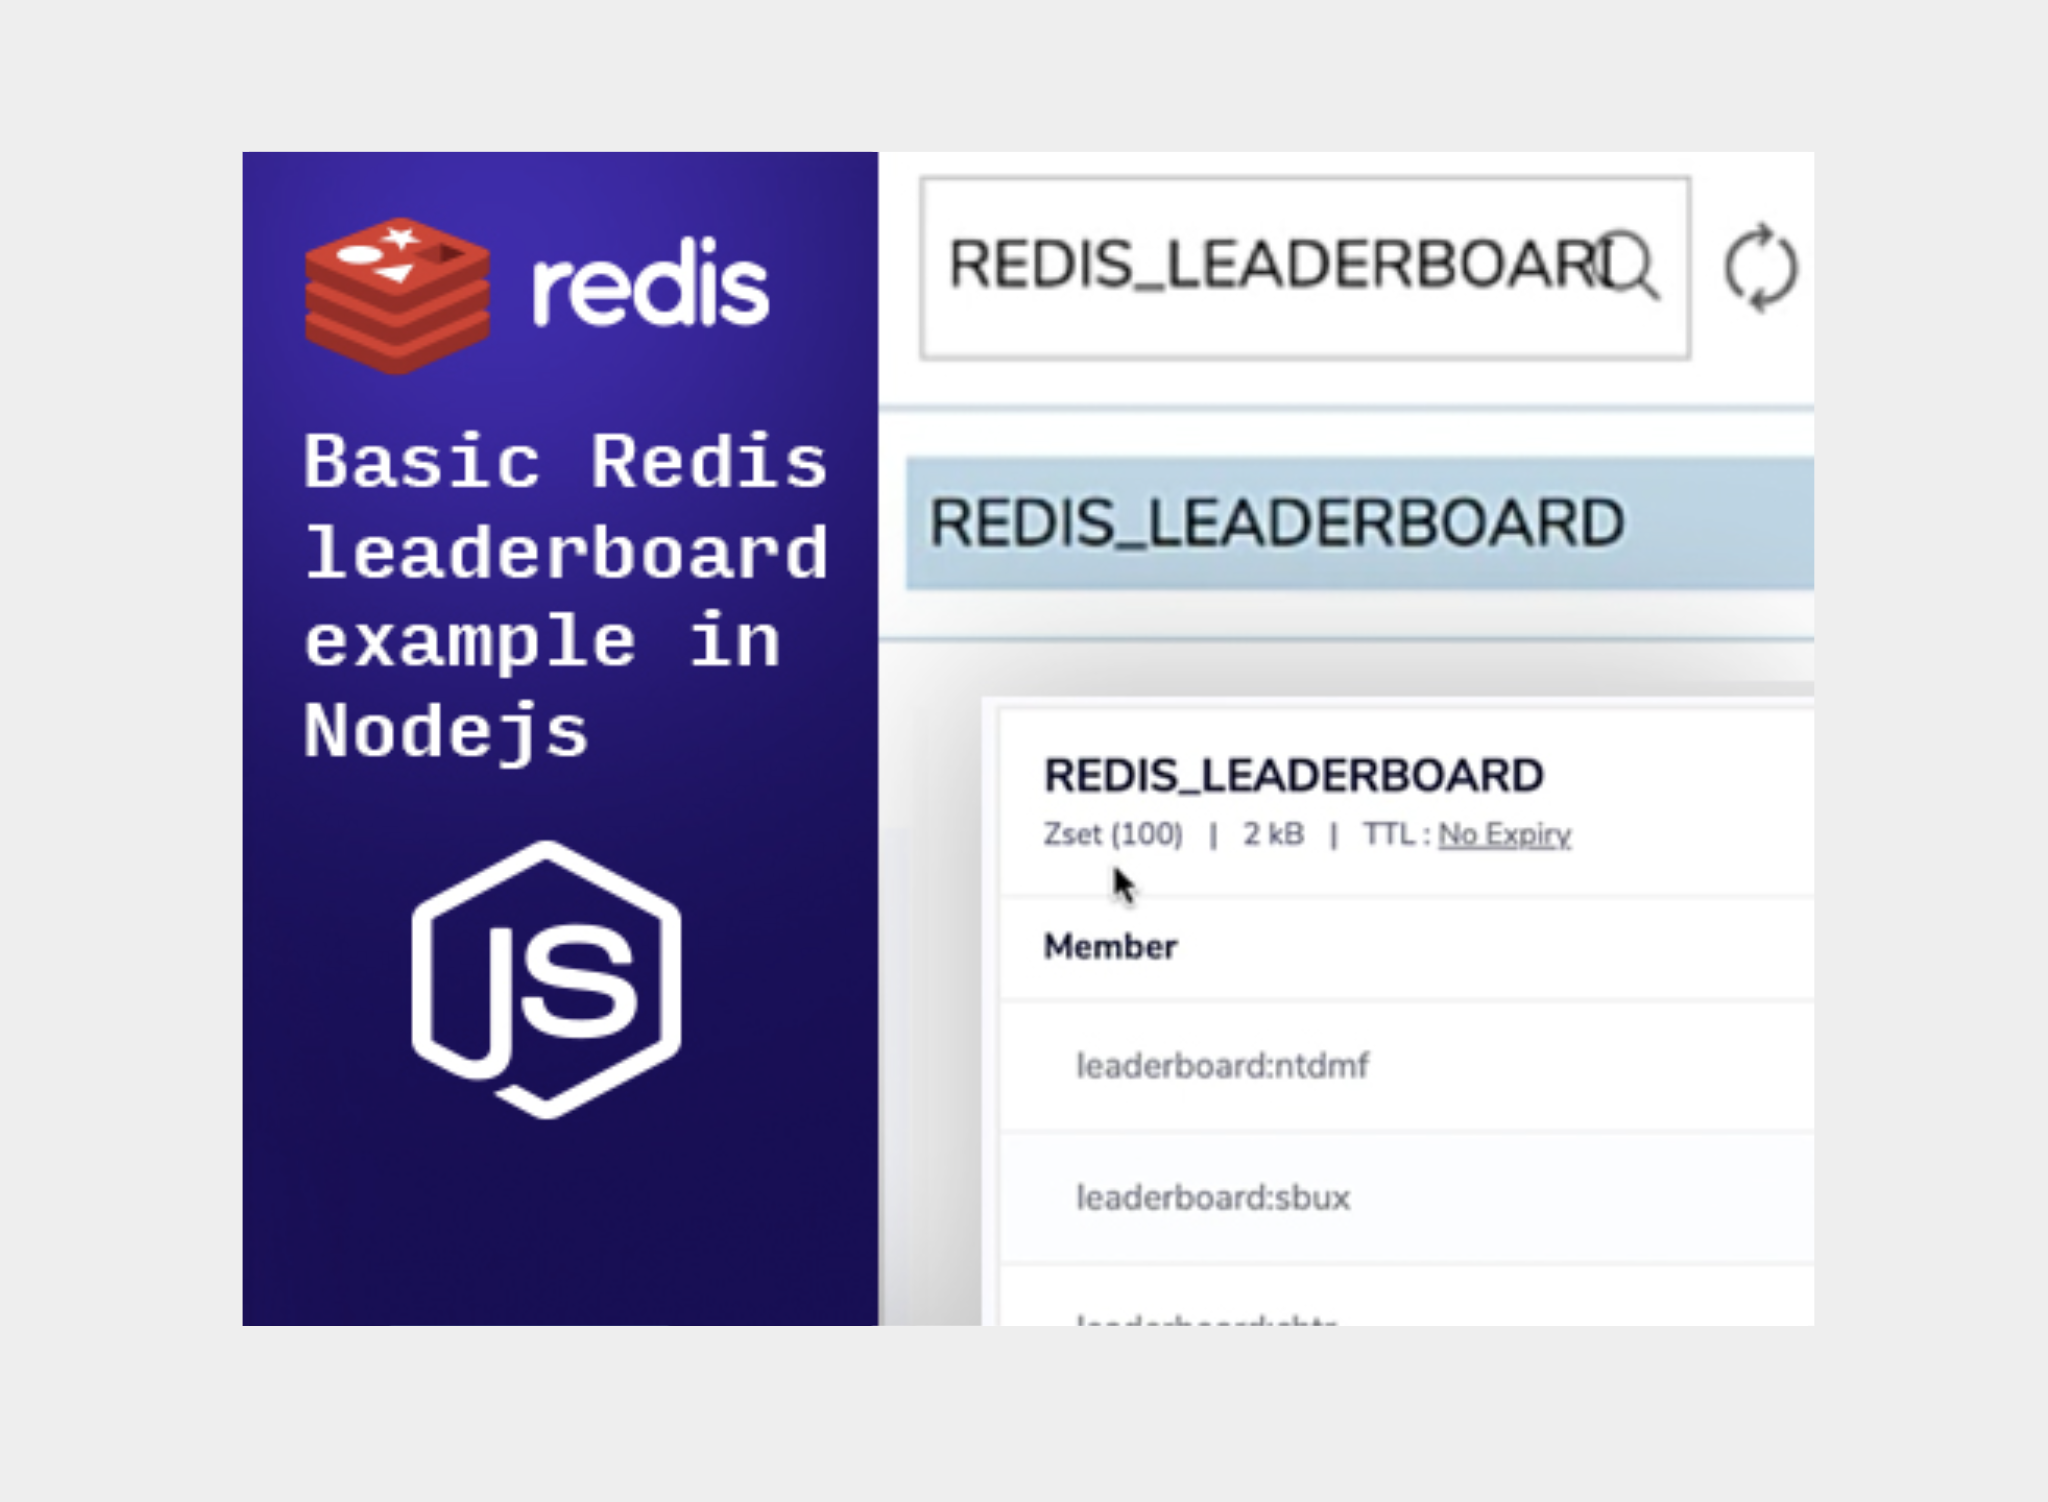 redis
Basic Redis
leaderboard
example in
Nodejs
JS
REDIS_LEADERBOARD
REDIS_LEADERBOARD
REDIS_LEADERBOARD
Zset (100) | 2 kB | TTL : No Expiry
Member
leaderboard:ntdmf
leaderboard:sbux